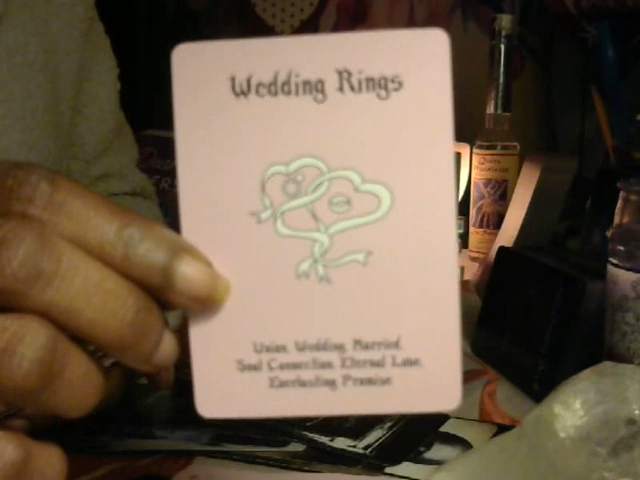 Wedding Rings
Union, Wedding, Married,
Soul Connection, Eternal Love,
Everlasting Promise